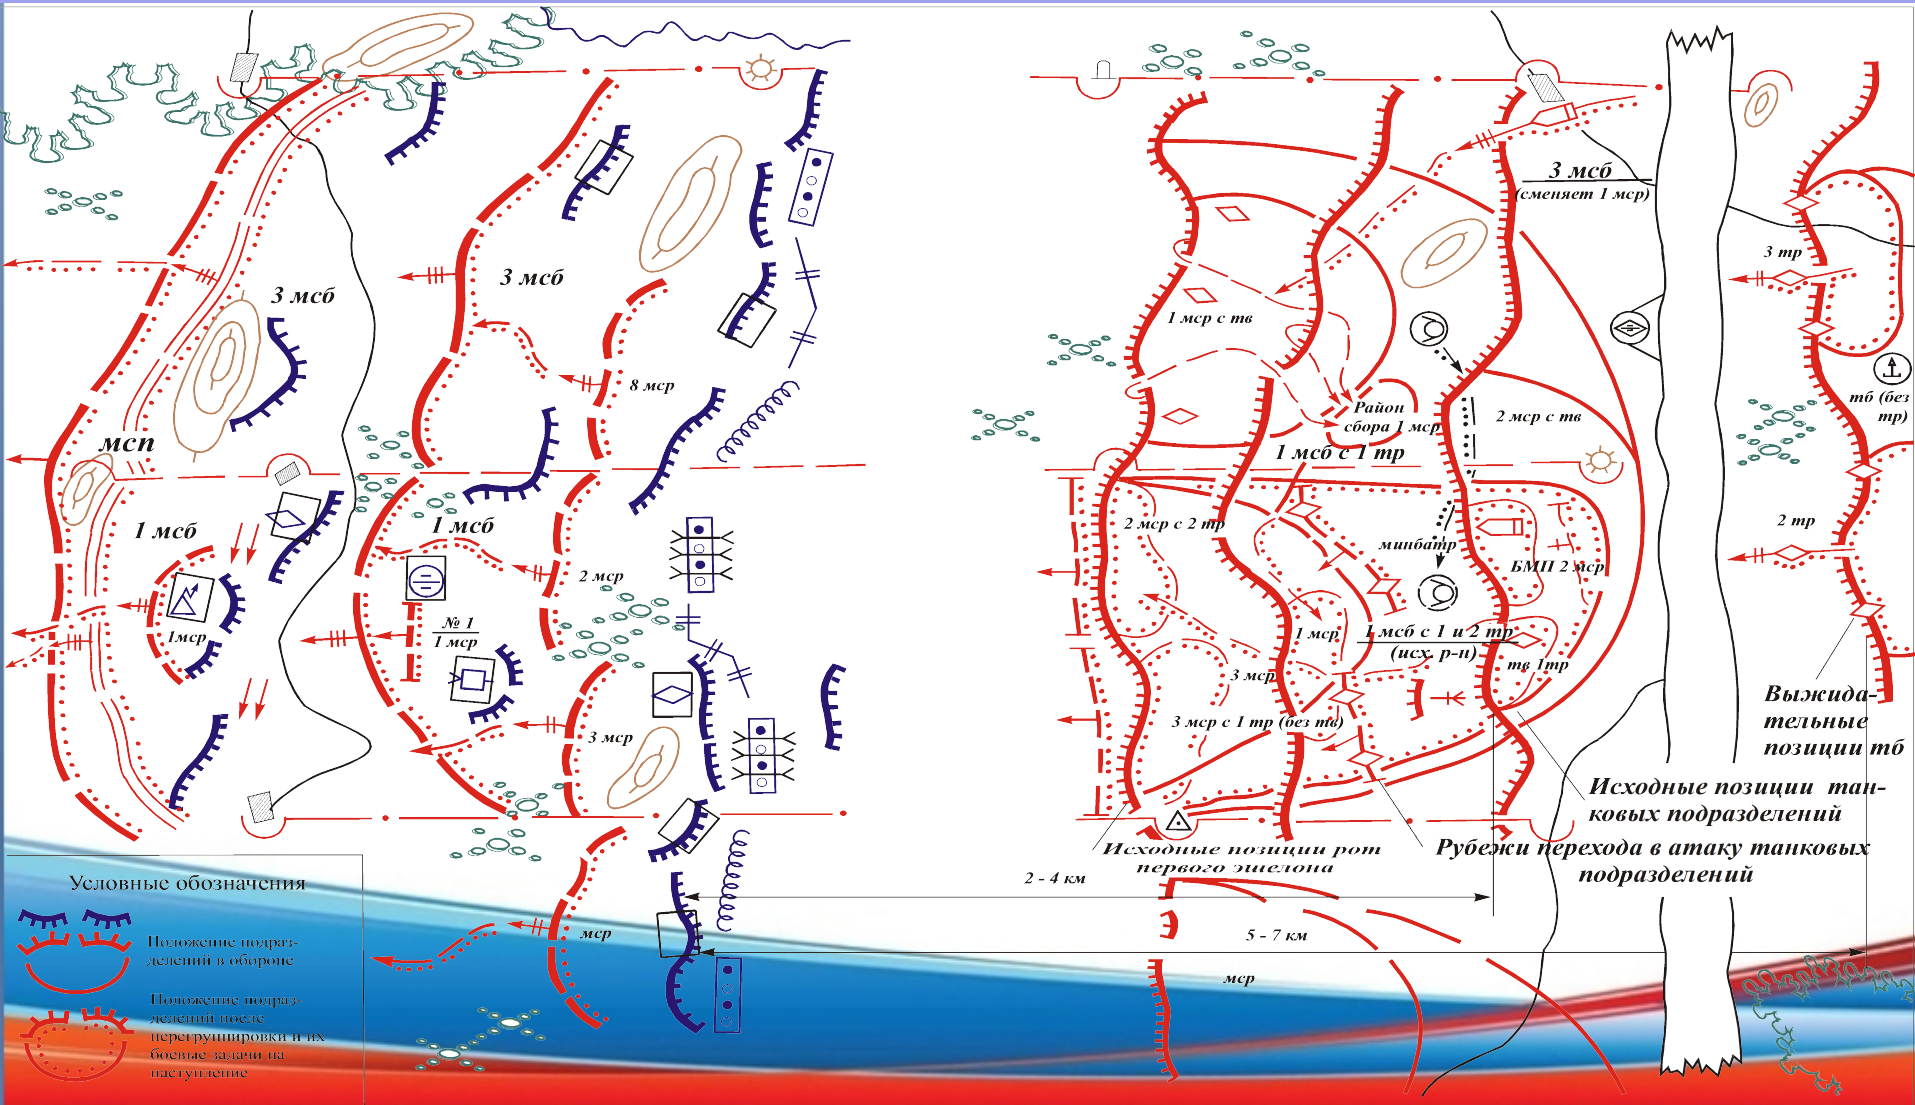 3 мсб
(сменяет 1 мср)
3 мсб
3 мсб
3 тр
1 мср с тв
8 мср
тб (без
тр)
Район
сбора 1 мср
2 мср с тв
мсп
1 мсб с 1 тр
1 мсб
1 мсб
2 мср с 2 тр
2 тр
минбатр
БМП 2 мср
2 мср
№ 1
1 мср
1мср
1 мср
1 мсб с 1 и 2 тр
(исх. р-н)
тв 1тр
3 мср
3 мср с 1 тр (без тв)
3 мср
Выжида-
тельные
позиции тб
Исходные позиции тан-
ковых подразделений
Исходные позиции рот
первого эшелона
Рубежи перехода в атаку танковых
подразделений
2 - 4 км
5 - 7 км
мср
мср
Условные обозначения
Положение подраз-
делений в обороне
Положение подраз-
делений после
перегруппировки и их
боевые задачи на
наступление